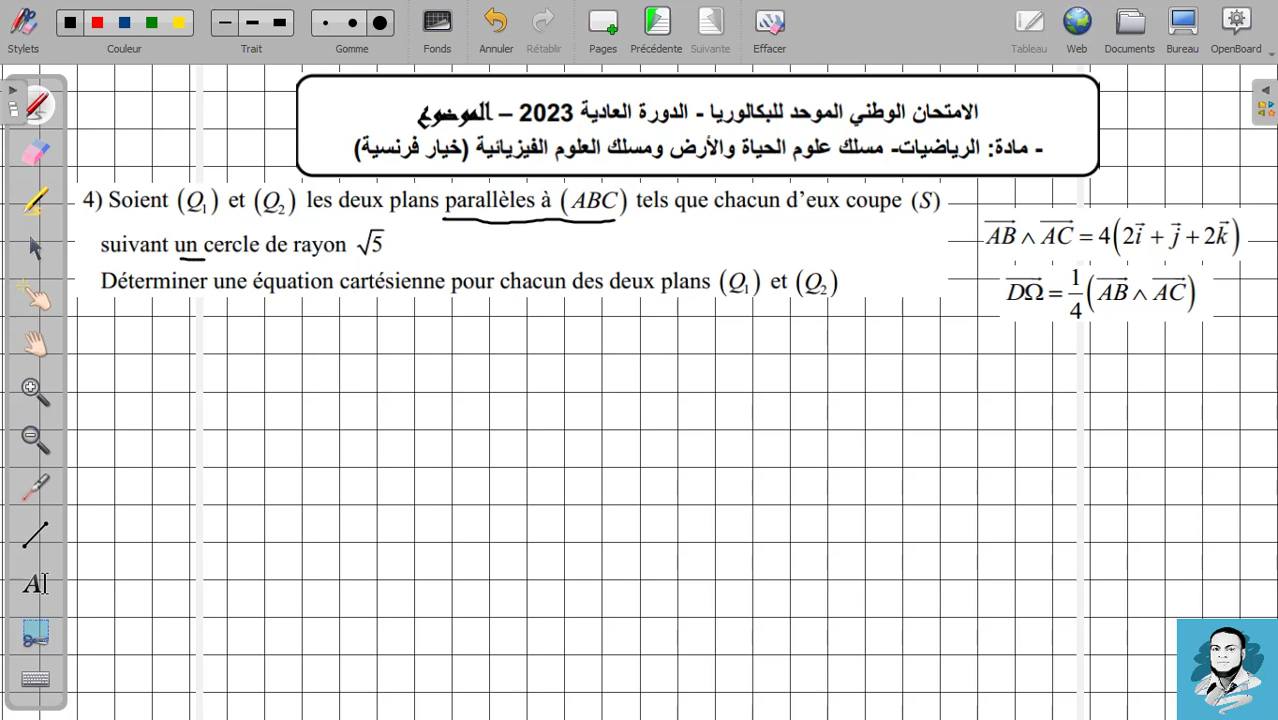 Stylets
Couleur
Trait
Gomme
Fonds
Annuler
Rétablir
Pages
Précédente
Suivante
Effacer
Tableau
Web
Documents
Bureau
OpenBoard
الامتحان الوطني الموحد للبكالوريا - الدورة العادية 2023 – الموضوع
- مادة: الرياضيات- مسلك علوم الحياة والأرض ومسلك العلوم الفيزيائية (خيار فرنسية)
4) Soient (Q₁) et (Q₂) les deux plans parallèles à (ABC) tels que chacun d’eux coupe (S)
suivant un cercle de rayon √5
Déterminer une équation cartésienne pour chacun des deux plans (Q₁) et (Q₂)
AB⃗ ∧ AC⃗ = 4(2i⃗ + j⃗ + 2k⃗)
DΩ⃗ = 1/4 (AB⃗ ∧ AC⃗)